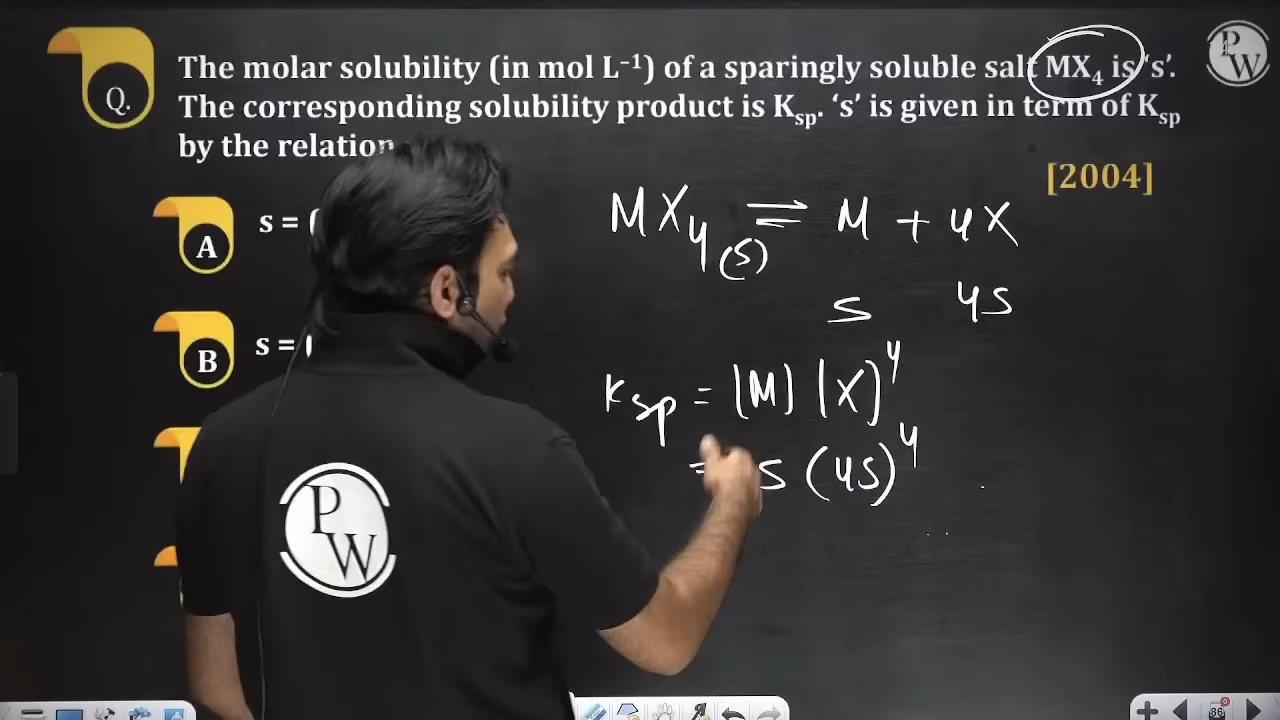 Q. The molar solubility (in mol L⁻¹) of a sparingly soluble salt MX₄ is ‘s’.
The corresponding solubility product is Kₛₚ. ‘s’ is given in term of Kₛₚ
by the relation
[2004]
A s = (
B s =
MX₄(s) ⇌ M + 4X
s 4s
Ksp = [M] [X]⁴
= s (4s)⁴
P
W
P
W
86